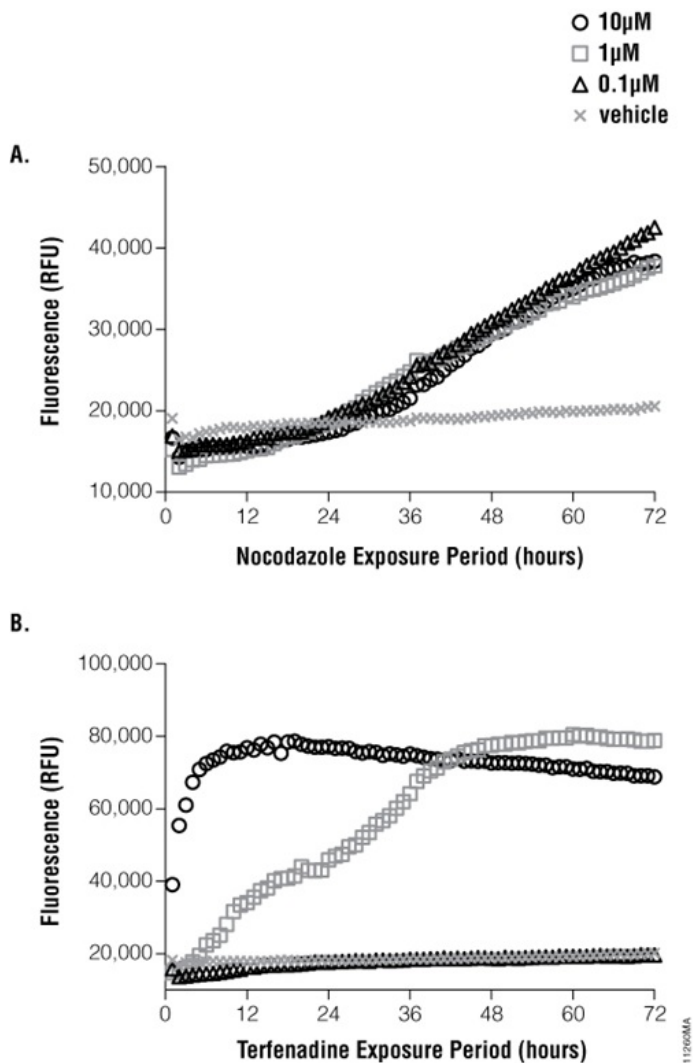 10µM
1µM
0.1µM
vehicle
A.
50,000
40,000
30,000
20,000
10,000
Fluorescence (RFU)
0 12 24 36 48 60 72
Nocodazole Exposure Period (hours)
B.
100,000
80,000
60,000
40,000
20,000
Fluorescence (RFU)
0 12 24 36 48 60 72
Terfenadine Exposure Period (hours)
11260MA